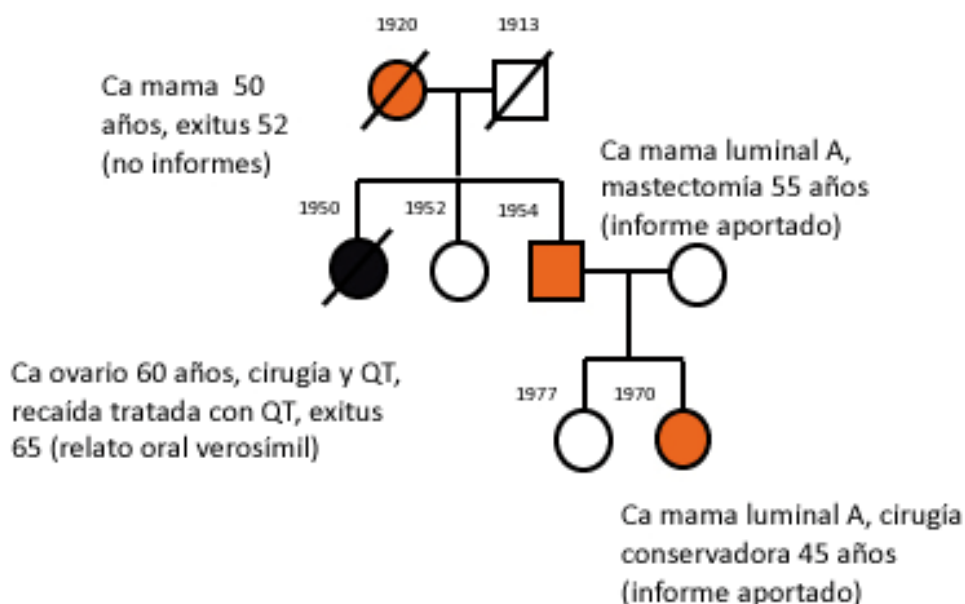 1920
1913
Ca mama 50
años, exitus 52
(no informes)
Ca mama luminal A,
mastectomía 55 años
(informe aportado)
1950
1952
1954
Ca ovario 60 años, cirugía y QT,
recaída tratada con QT, exitus
65 (relato oral verosímil)
1977
1970
Ca mama luminal A, cirugía
conservadora 45 años
(informe aportado)